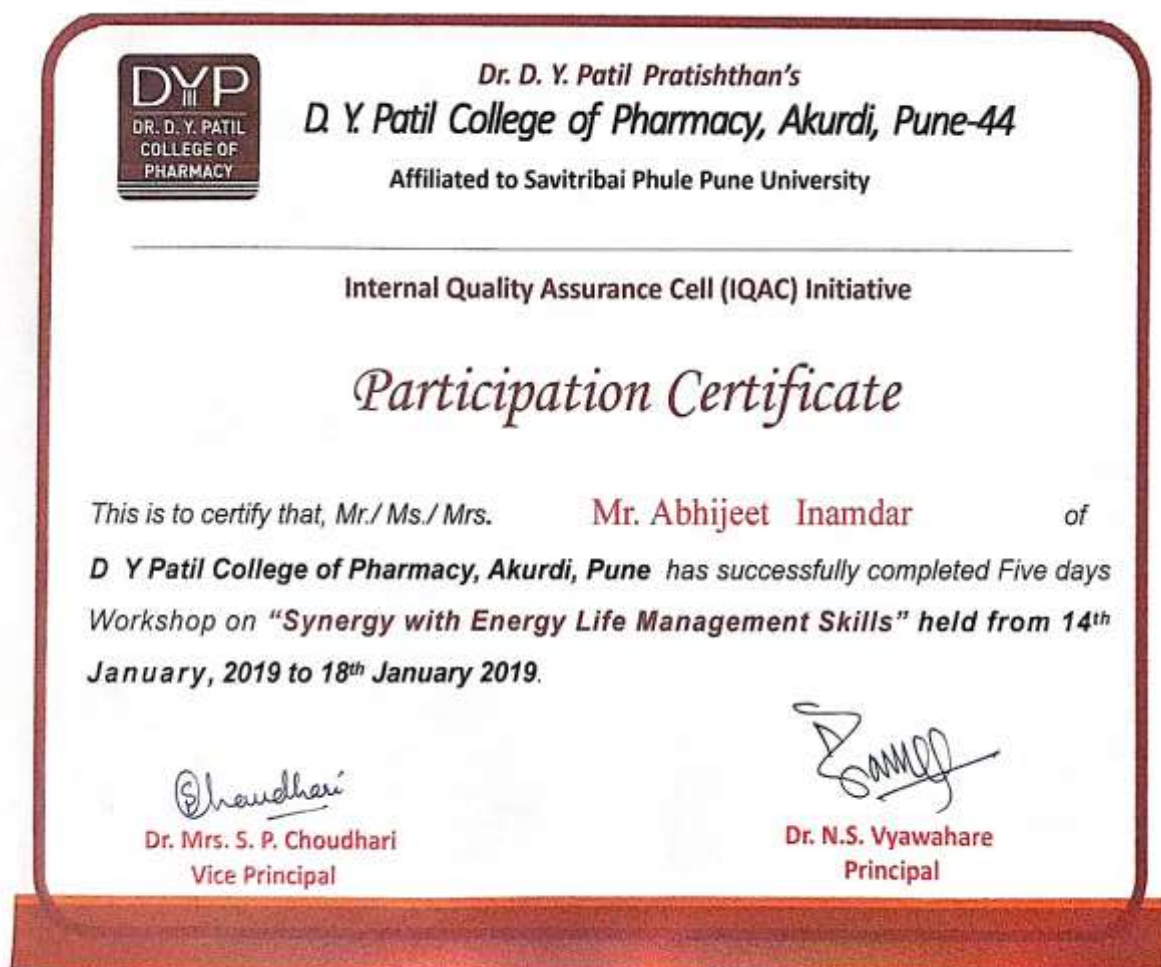 DYP
DR. D. Y. PATIL
COLLEGE OF
PHARMACY
Dr. D. Y. Patil Pratishthan's
D. Y. Patil College of Pharmacy, Akurdi, Pune-44
Affiliated to Savitribai Phule Pune University
Internal Quality Assurance Cell (IQAC) Initiative
Participation Certificate
This is to certify that, Mr./ Ms./ Mrs. Mr. Abhijeet Inamdar of
D Y Patil College of Pharmacy, Akurdi, Pune has successfully completed Five days
Workshop on “Synergy with Energy Life Management Skills” held from 14th
January, 2019 to 18th January 2019.
SChaudhari
Dr. Mrs. S. P. Choudhari
Vice Principal
Dr. N.S. Vyawahare
Principal